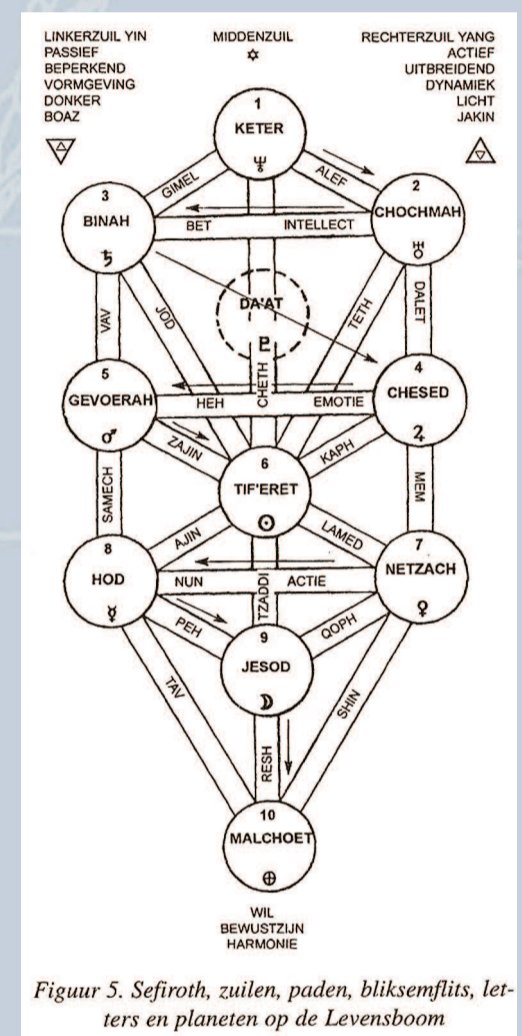 LINKERZUIL YIN
PASSIEF
BEPERKEND
VORMGEVING
DONKER
BOAZ
MIDDENZUIL
RECHTERZUIL YANG
ACTIEF
UITBREIDEND
DYNAMIEK
LICHT
JAKIN
1
KETER
GIMEL
ALEF
3
BINAH
2
CHOCHMAH
BET INTELLECT
DA'AT
VAV
JOD
TETH
DALET
CHETH
5
GEVOERAH
4
CHESED
HEH EMOTIE
ZAJIN
KAPH
6
TIF'ERET
SAMECH
MEM
AJIN
LAMED
8
HOD
7
NETZACH
NUN ACTIE
TZADDI
PEH
QOPH
9
JESOD
TAV
SHIN
RESH
10
MALCHOET
WIL
BEWUSTZIJN
HARMONIE
Figuur 5. Sefiroth, zuilen, paden, bliksemflits, let-
ters en planeten op de Levensboom